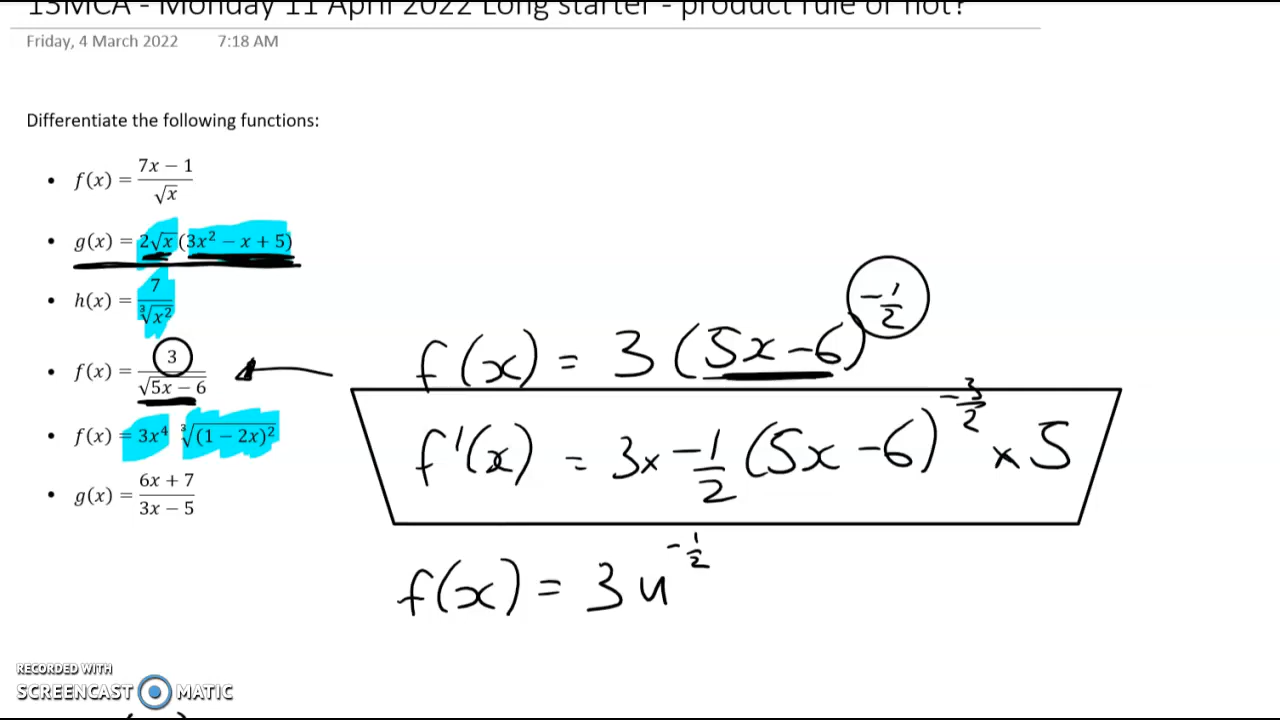 13MCA - Monday 11 April 2022 Long starter - product rule or not?
Friday, 4 March 2022 7:18 AM
Differentiate the following functions:
• f(x) = (7x − 1)/√x
• g(x) = 2√x (3x² − x + 5)
• h(x) = 7/∛x²
• f(x) = 3/√5x − 6
• f(x) = 3x⁴ ∛(1 − 2x)²
• g(x) = (6x + 7)/(3x − 5)
f(x) = 3 (5x − 6)^(−1/2)
f'(x) = 3 × −1/2 (5x − 6)^(−3/2) × 5
f(x) = 3u^(−1/2)
RECORDED WITH
SCREENCAST MATIC